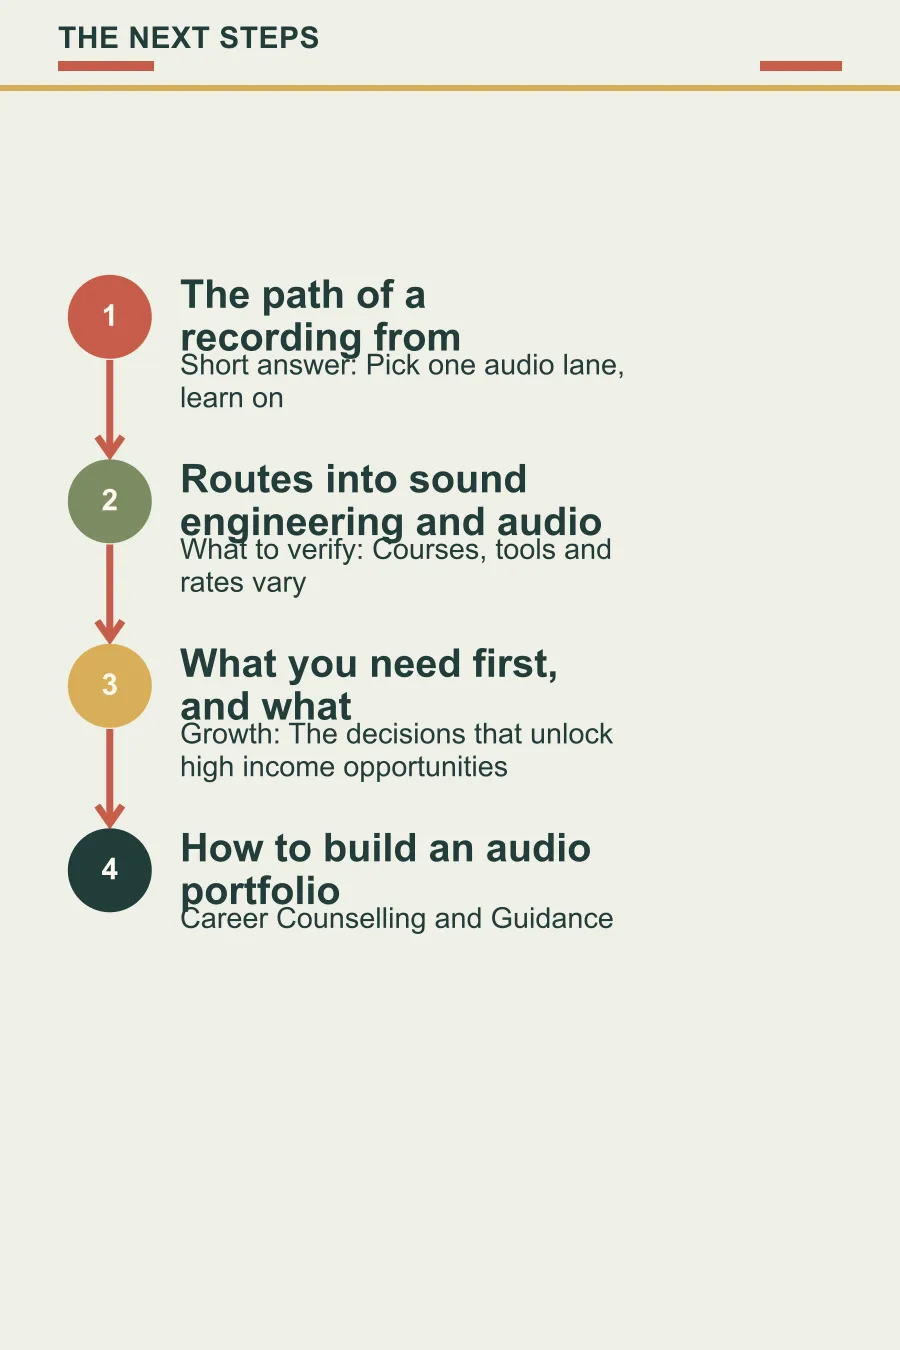 THE NEXT STEPS
1
The path of a
recording from
Short answer: Pick one audio lane,
learn on
2
Routes into sound
engineering and audio
What to verify: Courses, tools and
rates vary
3
What you need first,
and what
Growth: The decisions that unlock
high income opportunities
4
How to build an audio
portfolio
Career Counselling and Guidance